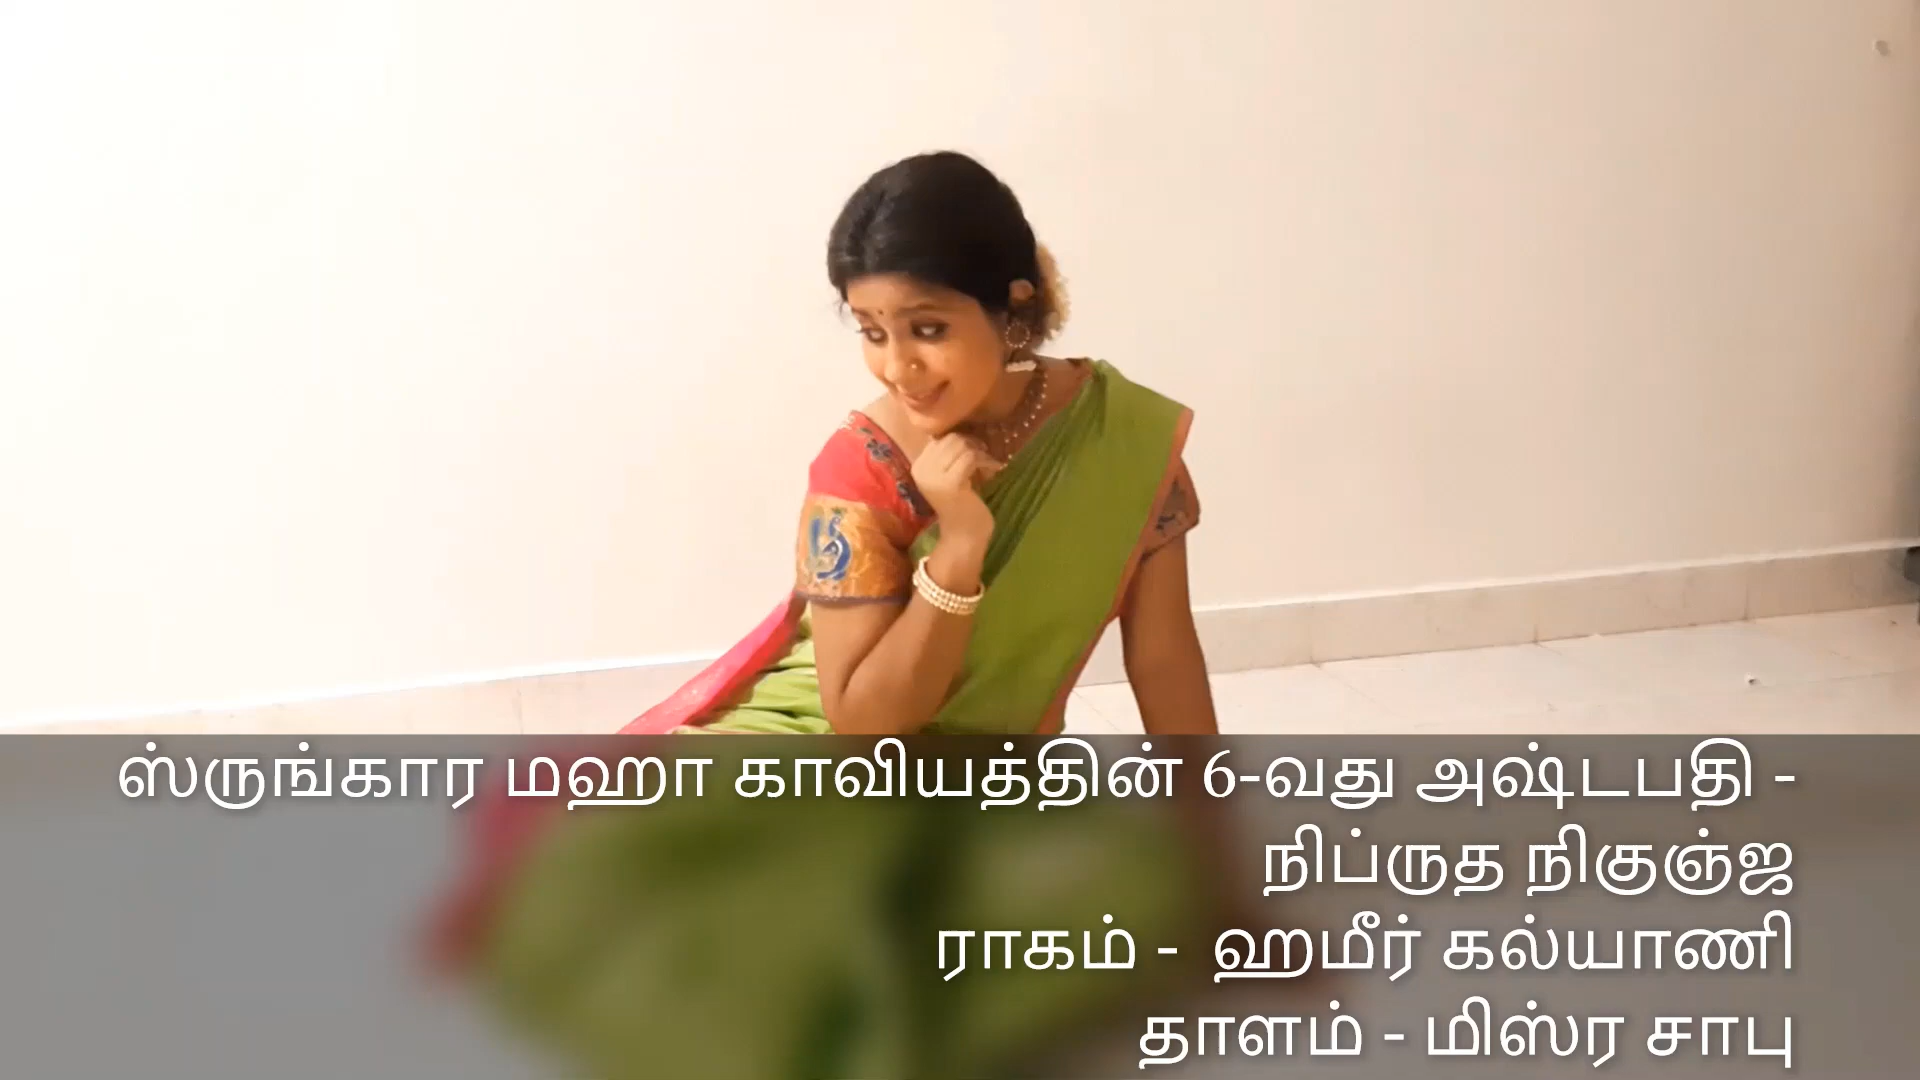 ஸ்ருங்கார மஹா காவியத்தின் 6-வது அஷ்டபதி -
நிப்ருத நிகுஞ்ஜ
ராகம் - ஹமீர் கல்யாணி
தாளம் - மிஸ்ர சாபு